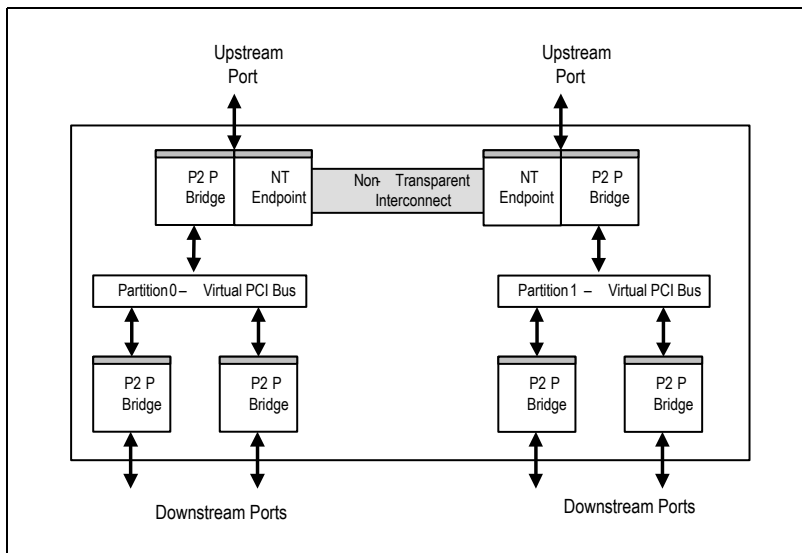 Upstream
Port
Upstream
Port
P2 P
Bridge
NT
Endpoint
Non- Transparent
Interconnect
NT
Endpoint
P2 P
Bridge
Partition 0 – Virtual PCI Bus
Partition 1 – Virtual PCI Bus
P2 P
Bridge
P2 P
Bridge
P2 P
Bridge
P2 P
Bridge
Downstream Ports
Downstream Ports